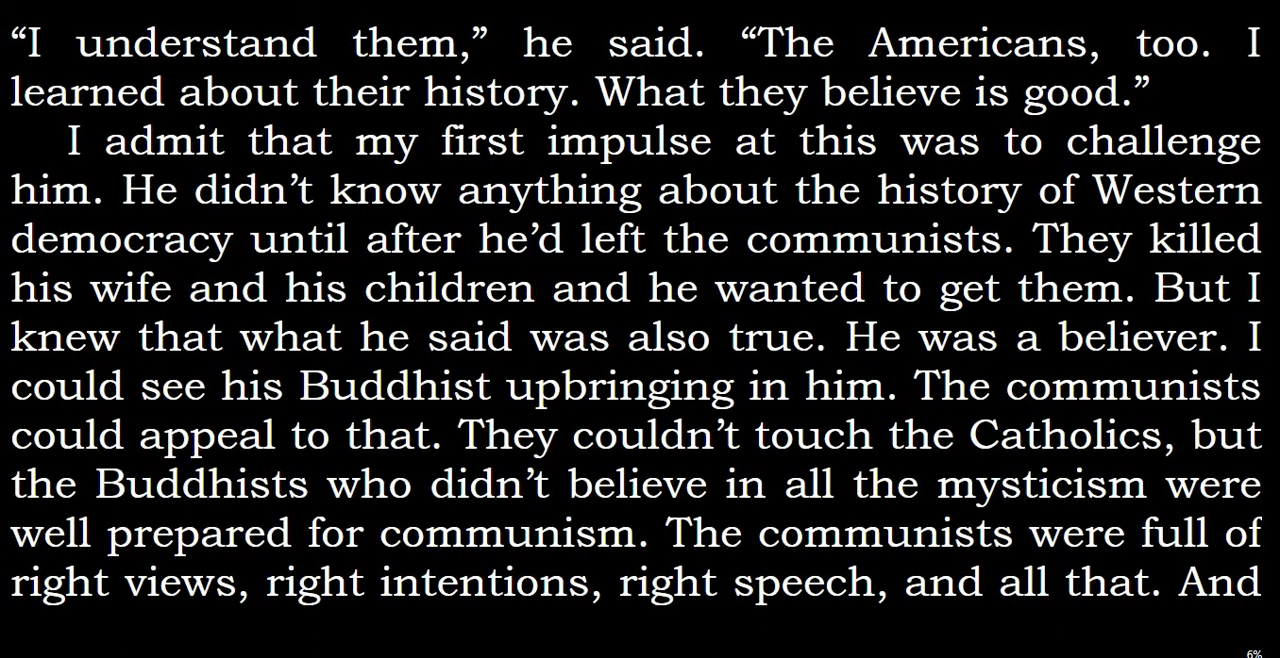 “I understand them,” he said. “The Americans, too. I
learned about their history. What they believe is good.”
I admit that my first impulse at this was to challenge
him. He didn’t know anything about the history of Western
democracy until after he’d left the communists. They killed
his wife and his children and he wanted to get them. But I
knew that what he said was also true. He was a believer. I
could see his Buddhist upbringing in him. The communists
could appeal to that. They couldn’t touch the Catholics, but
the Buddhists who didn’t believe in all the mysticism were
well prepared for communism. The communists were full of
right views, right intentions, right speech, and all that. And
6%